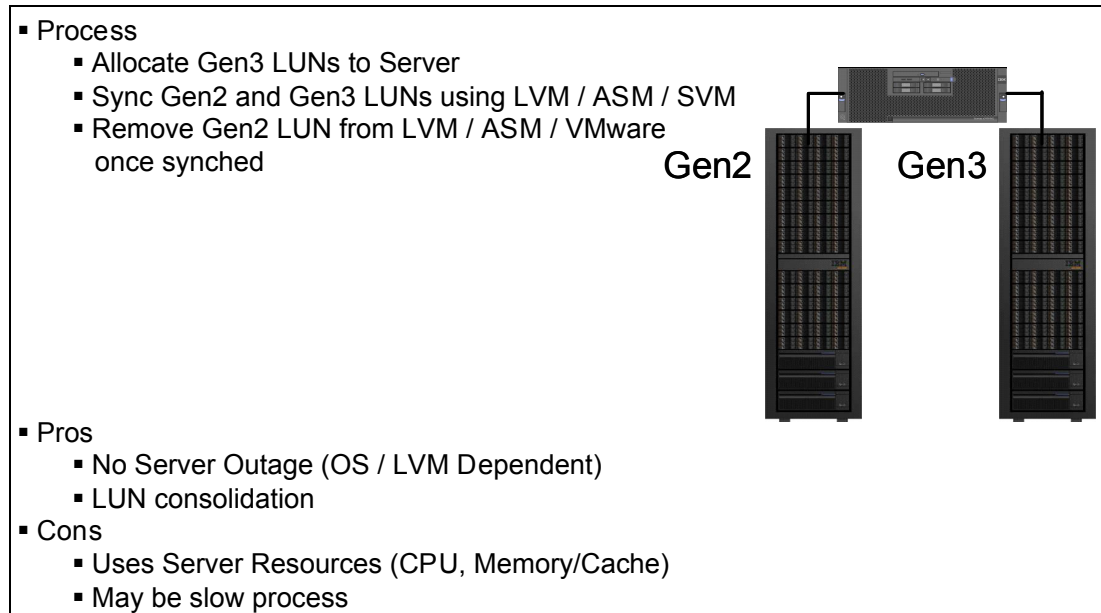 ▪ Process
▪ Allocate Gen3 LUNs to Server
▪ Sync Gen2 and Gen3 LUNs using LVM / ASM / SVM
▪ Remove Gen2 LUN from LVM / ASM / VMware
once synched
Gen2
Gen3
IBM
IBM
▪ Pros
▪ No Server Outage (OS / LVM Dependent)
▪ LUN consolidation
▪ Cons
▪ Uses Server Resources (CPU, Memory/Cache)
▪ May be slow process